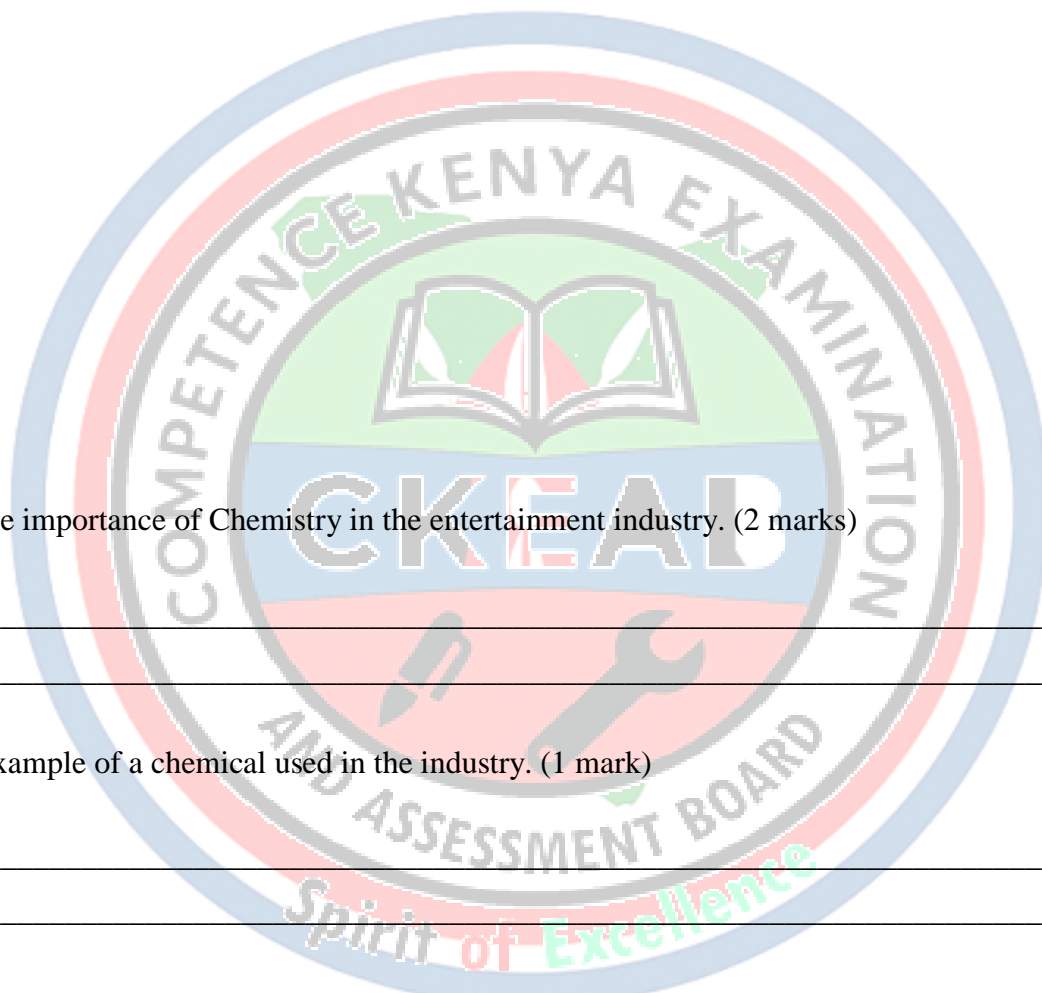 COMPETENCE KENYA EXAMINATION
CKEAB
e importance of Chemistry in the entertainment industry. (2 marks)
xample of a chemical used in the industry. (1 mark)
AND ASSESSMENT BOARD
Spirit of Excellence